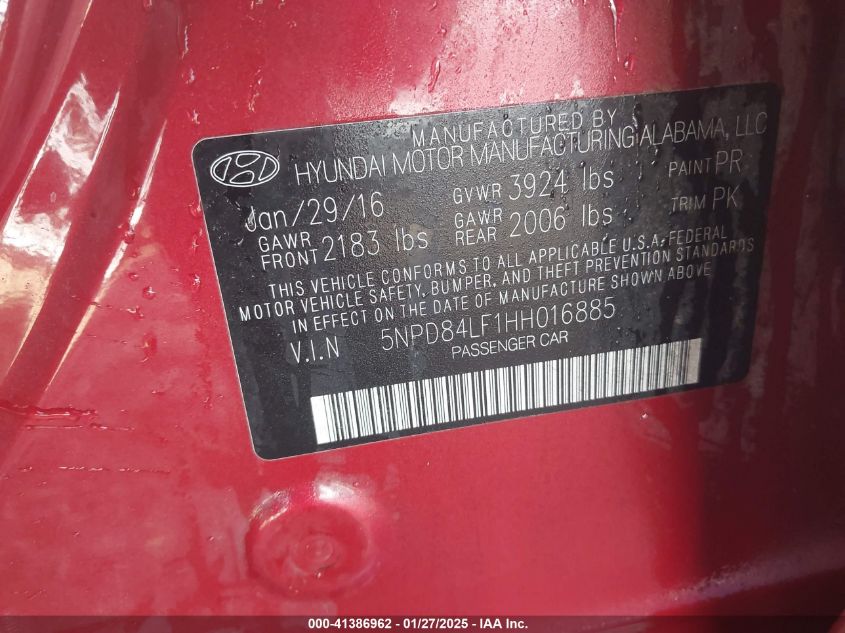 MANUFACTURED BY
HYUNDAI MOTOR MANUFACTURING ALABAMA, LLC
Jan/29/16 GVWR 3924 lbs PAINT PR
GAWR FRONT 2183 lbs GAWR REAR 2006 lbs TRIM PK
THIS VEHICLE CONFORMS TO ALL APPLICABLE U.S.A. FEDERAL
MOTOR VEHICLE SAFETY, BUMPER, AND THEFT PREVENTION STANDARDS
IN EFFECT ON THE DATE OF MANUFACTURE SHOWN ABOVE
V.I.N 5NPD84LF1HH016885
PASSENGER CAR
000-41386962 - 01/27/2025 - IAA Inc.